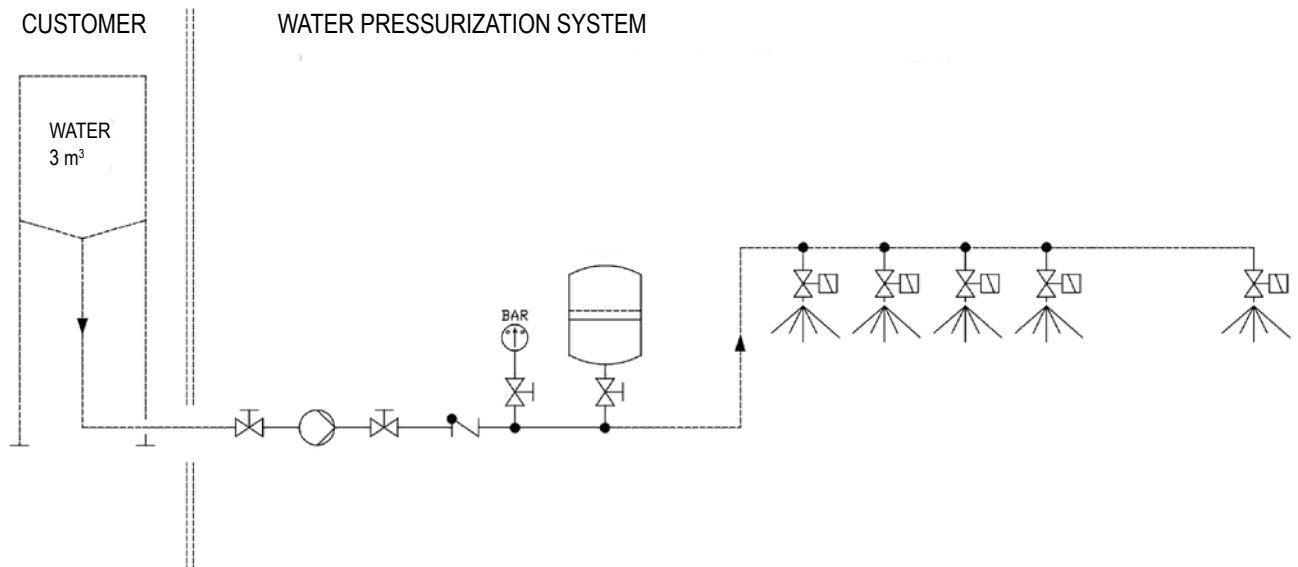 CUSTOMER
WATER PRESSURIZATION SYSTEM
WATER
3 m³
BAR